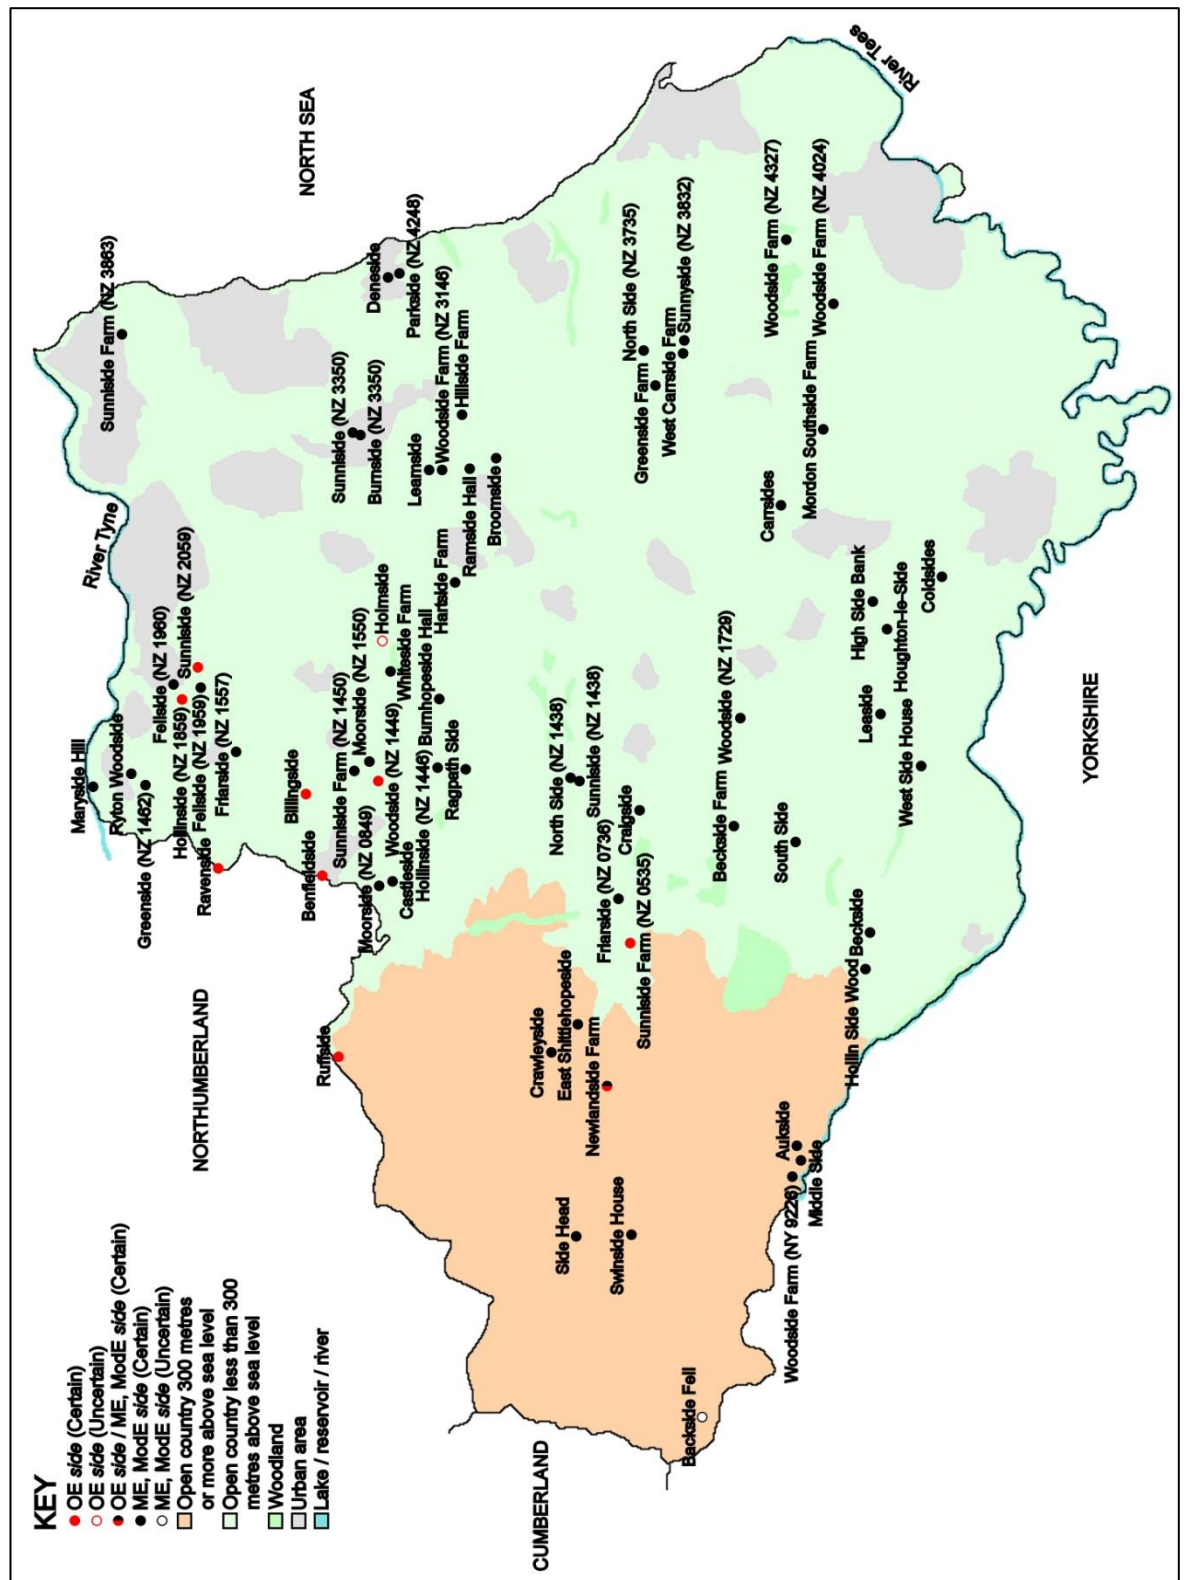 KEY
OE side (Certain)
OE side (Uncertain)
OE side / ME, ModE side (Certain)
ME, ModE side (Certain)
ME, ModE side (Uncertain)
Open country 300 metres
or more above sea level
Open country less than 300
metres above sea level
Woodland
Urban area
Lake / reservoir / river
CUMBERLAND
NORTHUMBERLAND
NORTH SEA
YORKSHIRE
River Tyne
River Tees
Backside Fell
Side Head
Swinside House
Woodside Farm (NY 9226)
Middle Side
Aukside
Newlandside Farm
East Shittlehopeside
Crawleyside
Ruffside
Hollin Side Wood
Beckside
Sunniside Farm (NZ 0535)
Friarside (NZ 0736)
Craigside
North Side (NZ 1438)
Sunniside (NZ 1438)
South Side
Beckside Farm
Woodside (NZ 1729)
West Side House
Leaside
Houghton-le-Side
High Side Bank
Coldsides
Benfieldside
Moorside (NZ 0949)
Castleside
Hollinside (NZ 1446)
Ragpath Side
Burnhopeside Hall
Woodside (NZ 1449)
Whiteside Farm
Sunniside Farm (NZ 1450)
Moorside (NZ 1550)
Holmside
Billingside
Ravenside
Fellside (NZ 1959)
Friarside (NZ 1557)
Hollinside (NZ 1859)
Sunniside (NZ 2059)
Fellside (NZ 1960)
Greenside (NZ 1462)
Ryton Woodside
Maryside Hill
Hartside Farm
Ramside Hall
Broomside
Leamside
Woodside Farm (NZ 3146)
Hillside Farm
Sunniside (NZ 3350)
Burnside (NZ 3350)
Sunniside Farm (NZ 3863)
Deneside
Parkside (NZ 4248)
Carrsides
Mordon Southside Farm
Greenside Farm
North Side (NZ 3735)
West Carrside Farm
Sunnyside (NZ 3832)
Woodside Farm (NZ 4327)
Woodside Farm (NZ 4024)